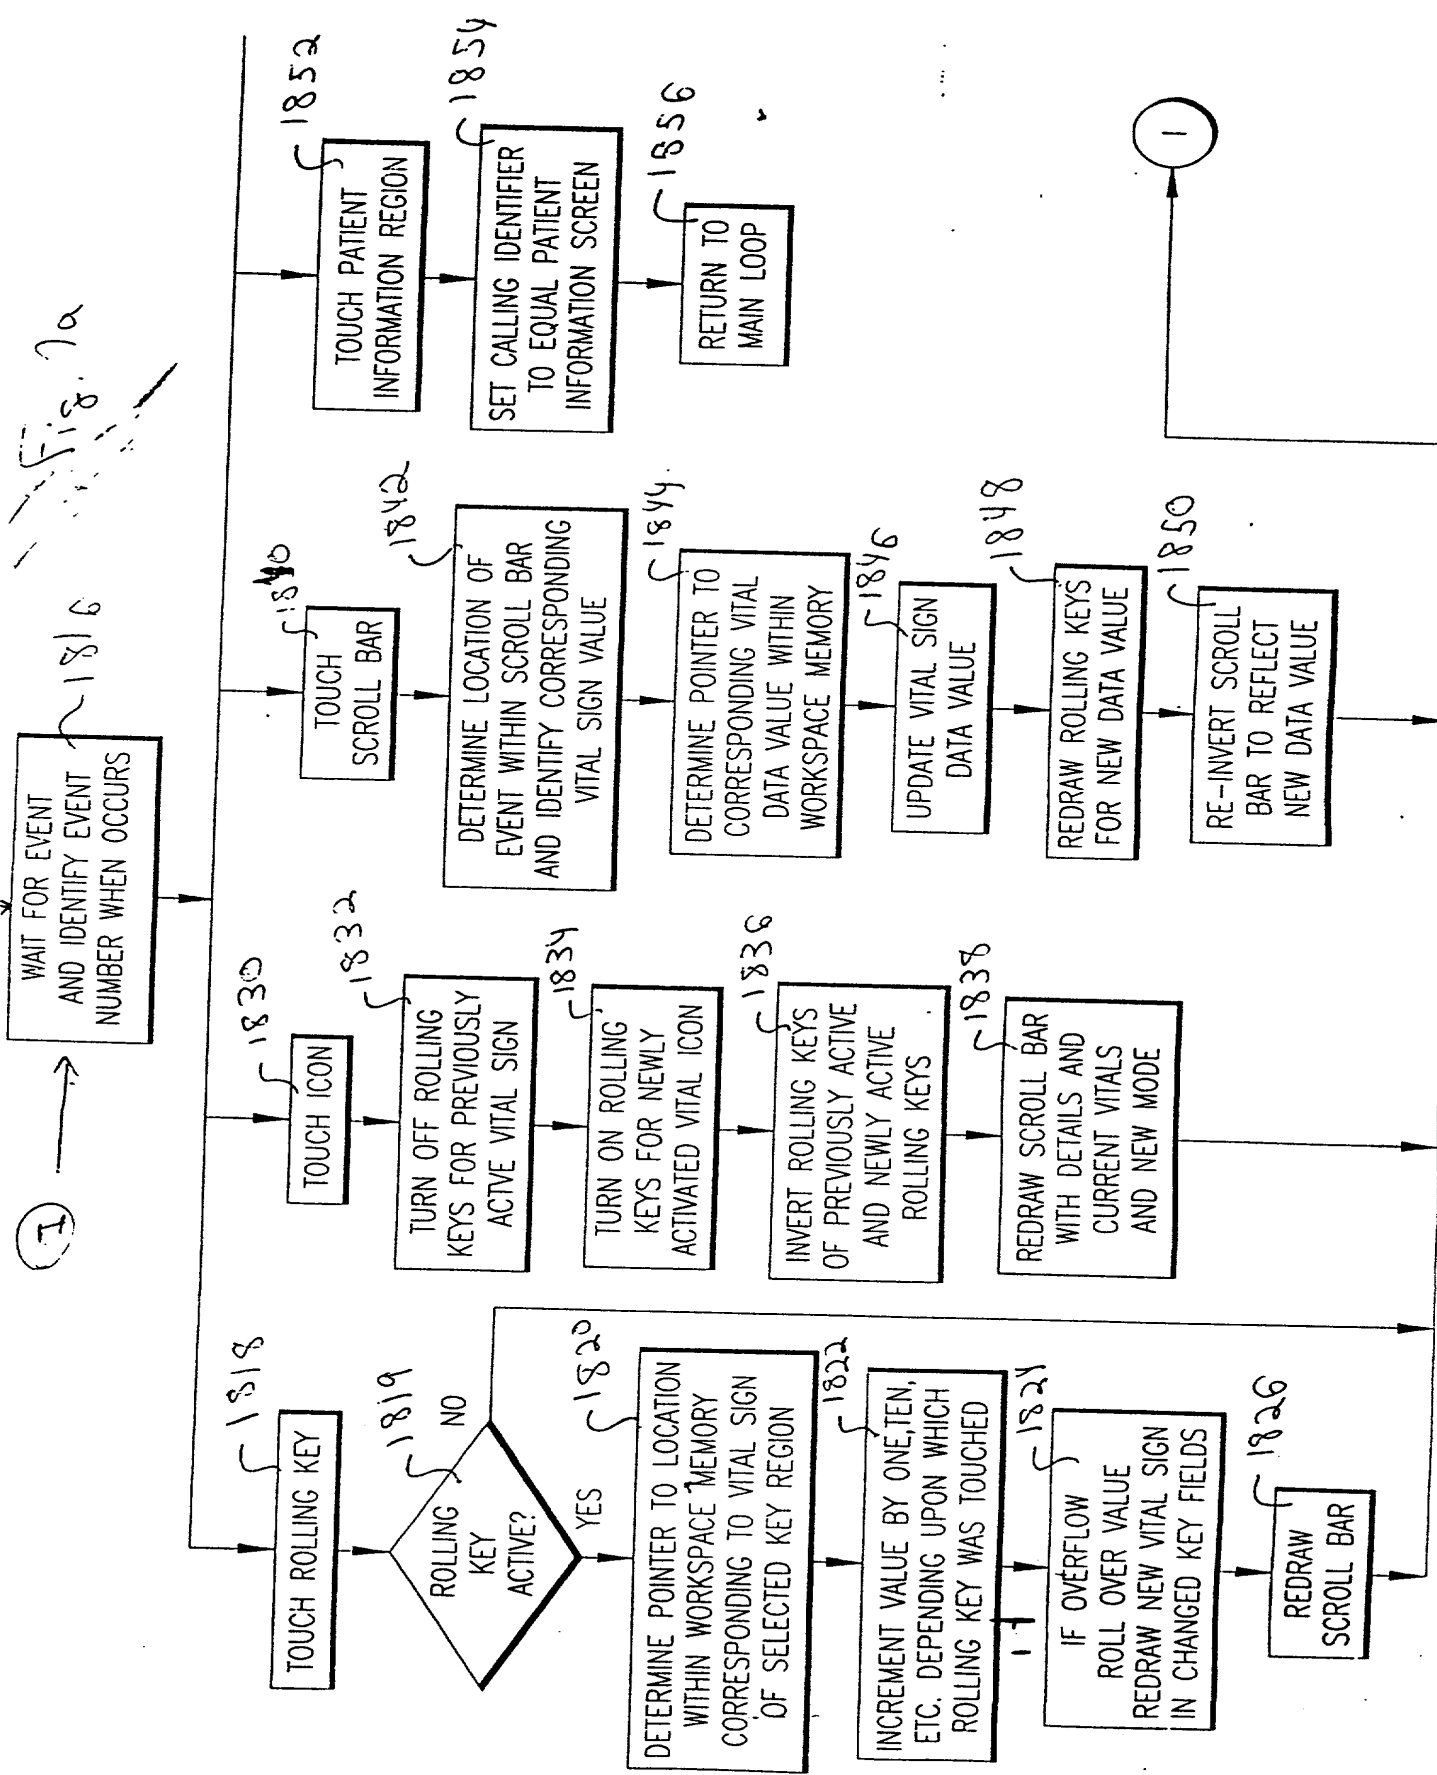 Fig. 7a
1
WAIT FOR EVENT
AND IDENTIFY EVENT
NUMBER WHEN OCCURS
1816
TOUCH ROLLING KEY
1818
ROLLING
KEY
ACTIVE?
1819
NO
YES
DETERMINE POINTER TO LOCATION
WITHIN WORKSPACE MEMORY
CORRESPONDING TO VITAL SIGN
OF SELECTED KEY REGION
1820
INCREMENT VALUE BY ONE,TEN,
ETC. DEPENDING UPON WHICH
ROLLING KEY WAS TOUCHED
1822
IF OVERFLOW
ROLL OVER VALUE
REDRAW NEW VITAL SIGN
IN CHANGED KEY FIELDS
1824
REDRAW
SCROLL BAR
1826
TOUCH ICON
1830
TURN OFF ROLLING
KEYS FOR PREVIOUSLY
ACTVE VITAL SIGN
1832
TURN ON ROLLING
KEYS FOR NEWLY
ACTIVATED VITAL ICON
1834
INVERT ROLLING KEYS
OF PREVIOUSLY ACTIVE
AND NEWLY ACTIVE
ROLLING KEYS
1836
REDRAW SCROLL BAR
WITH DETAILS AND
CURRENT VITALS
AND NEW MODE
1838
TOUCH
SCROLL BAR
1840
DETERMINE LOCATION OF
EVENT WITHIN SCROLL BAR
AND IDENTIFY CORRESPONDING
VITAL SIGN VALUE
1842
DETERMINE POINTER TO
CORRESPONDING VITAL
DATA VALUE WITHIN
WORKSPACE MEMORY
1844
UPDATE VITAL SIGN
DATA VALUE
1846
REDRAW ROLLING KEYS
FOR NEW DATA VALUE
1848
RE-INVERT SCROLL
BAR TO REFLECT
NEW DATA VALUE
1850
TOUCH PATIENT
INFORMATION REGION
1852
SET CALLING IDENTIFIER
TO EQUAL PATIENT
INFORMATION SCREEN
1854
RETURN TO
MAIN LOOP
1856
1